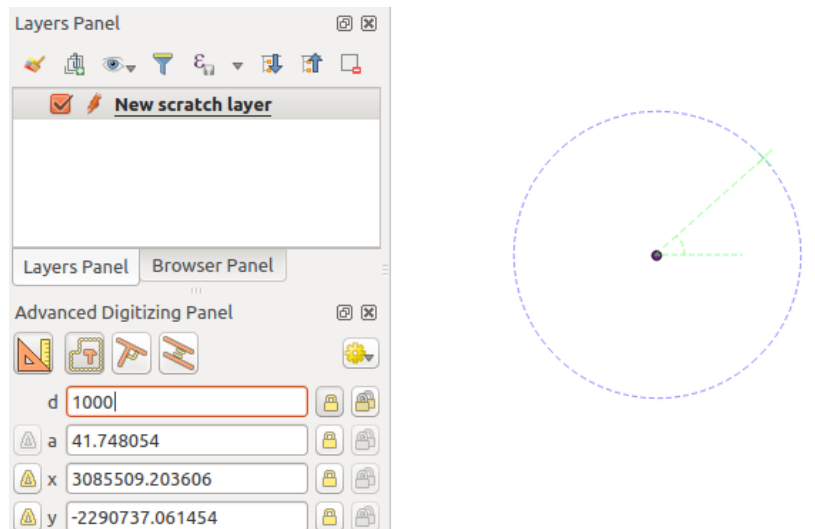 Layers Panel
New scratch layer
Layers Panel Browser Panel
Advanced Digitizing Panel
d 1000
a 41.748054
x 3085509.203606
y -2290737.061454